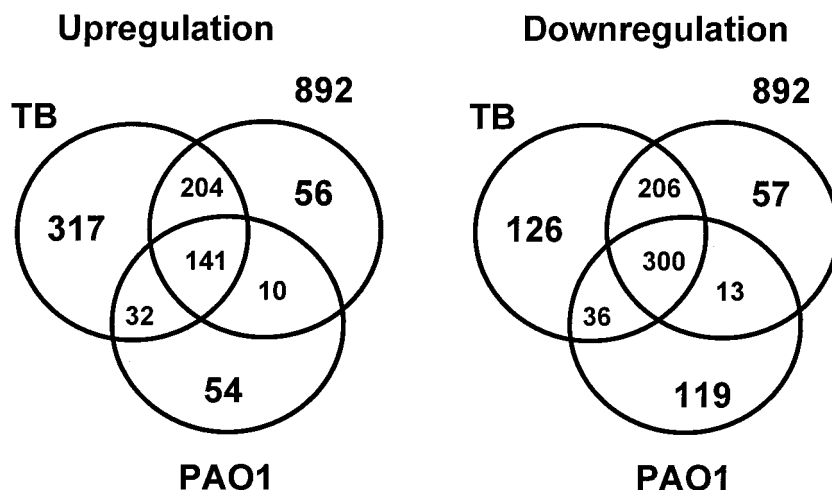 Upregulation
892
TB
204
56
317
141
10
32
54
PAO1
Downregulation
892
TB
206
57
126
300
13
36
119
PAO1